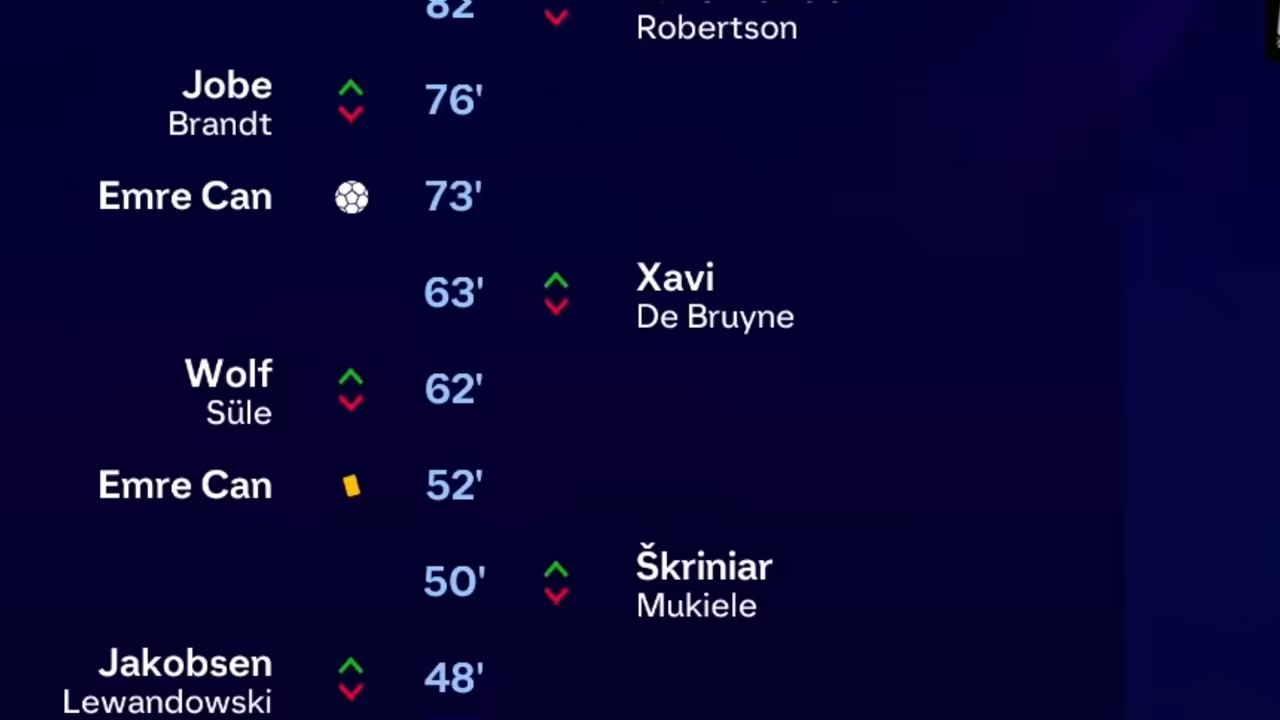 82'
Robertson
Jobe
Brandt
76'
Emre Can
73'
63'
Xavi
De Bruyne
Wolf
Süle
62'
Emre Can
52'
50'
Škriniar
Mukiele
Jakobsen
Lewandowski
48'